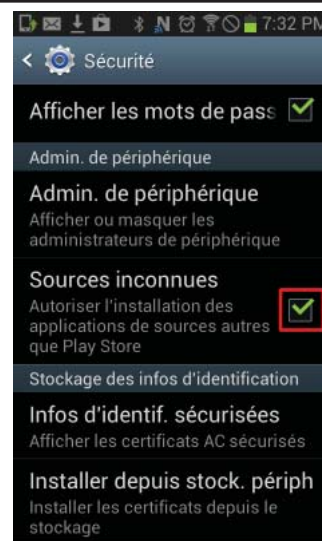 7:32 PM
Sécurité
Afficher les mots de pass
Admin. de périphérique
Admin. de périphérique
Afficher ou masquer les
administrateurs de périphérique
Sources inconnues
Autoriser l'installation des
applications de sources autres
que Play Store
Stockage des infos d'identification
Infos d'identif. sécurisées
Afficher les certificats AC sécurisés
Installer depuis stock. périph
Installer les certificats depuis le
stockage